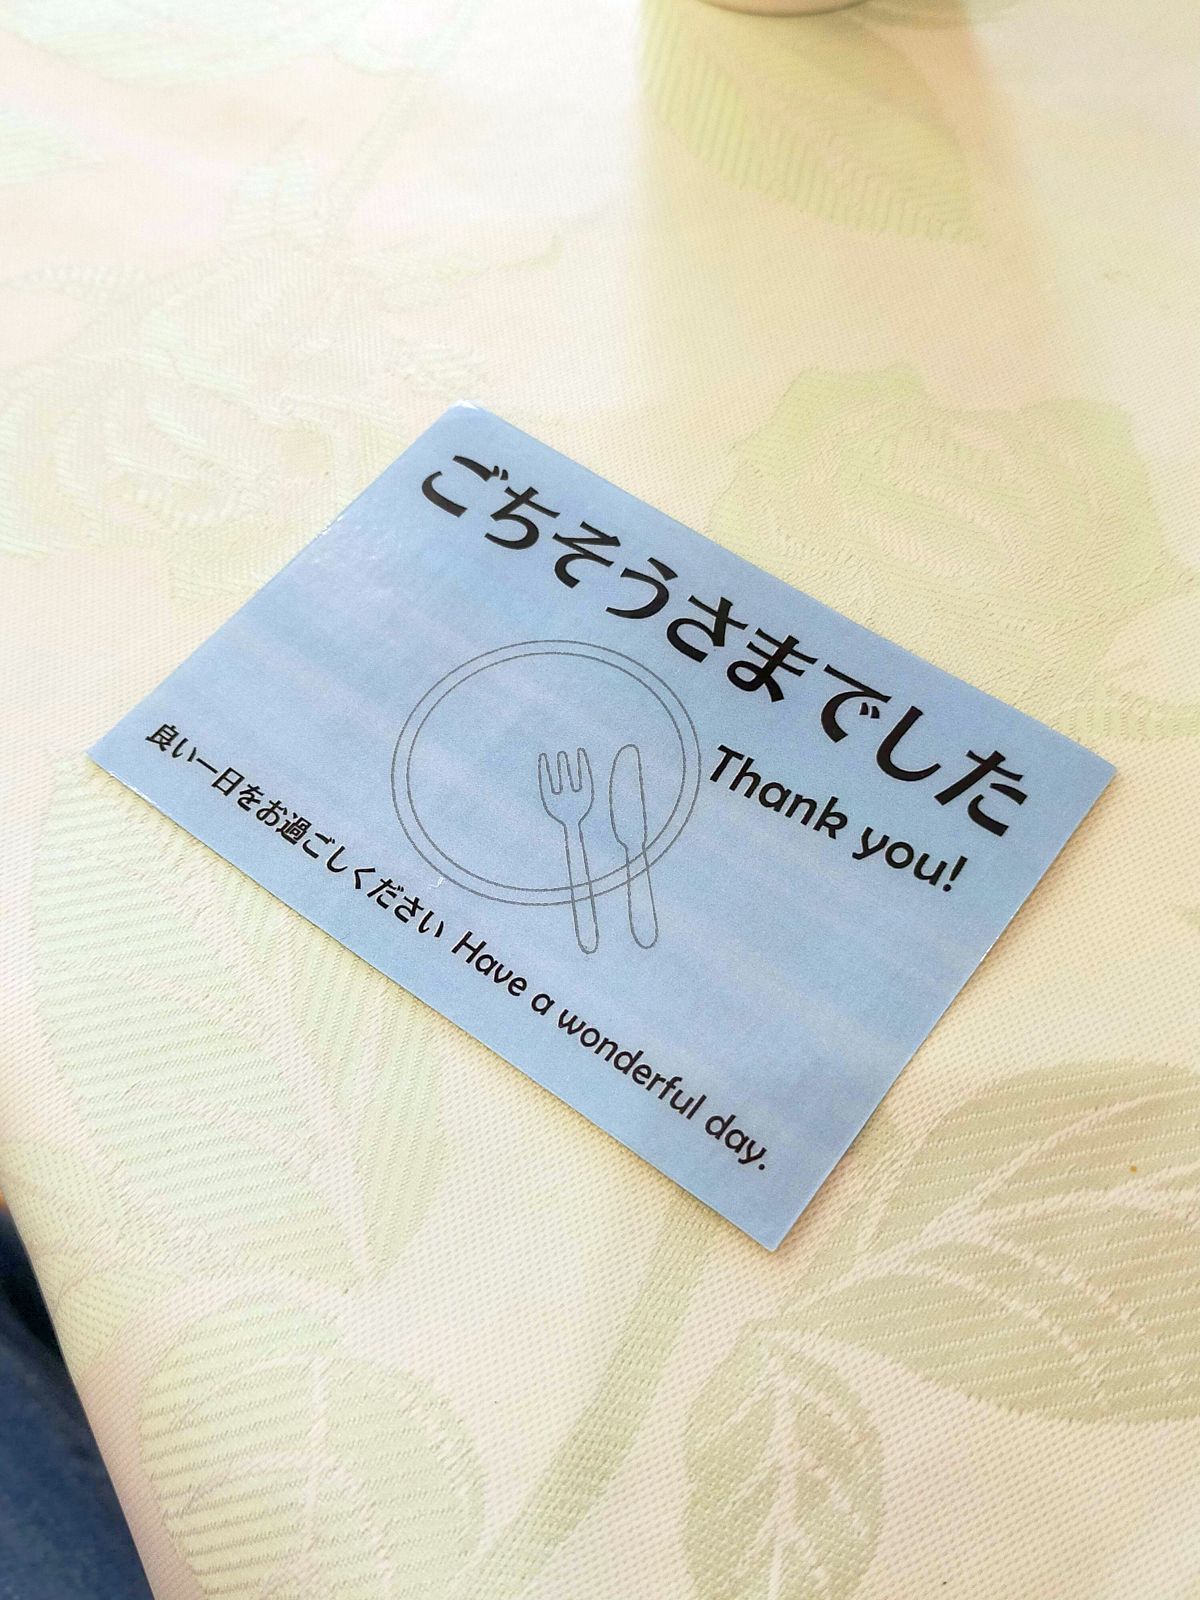 ごちそうさまでした
Thank you!
良い一日をお過ごしください Have a wonderful day.